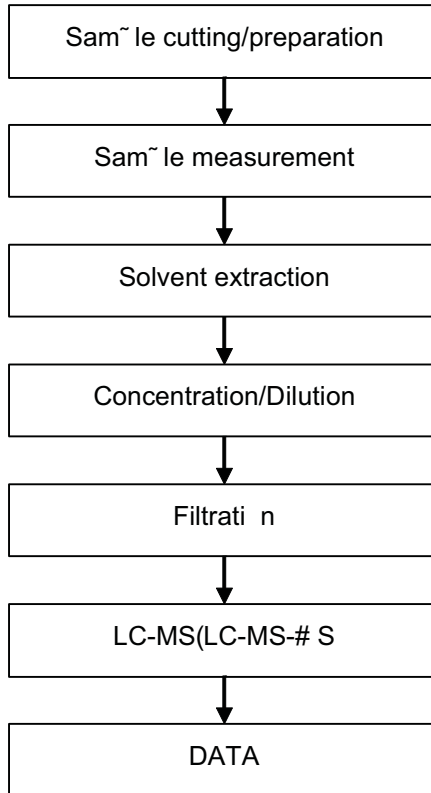 Sam˜ le cutting/preparation
Sam˜ le measurement
Solvent extraction
Concentration/Dilution
Filtrati n
LC-MS(LC-MS-# S
DATA